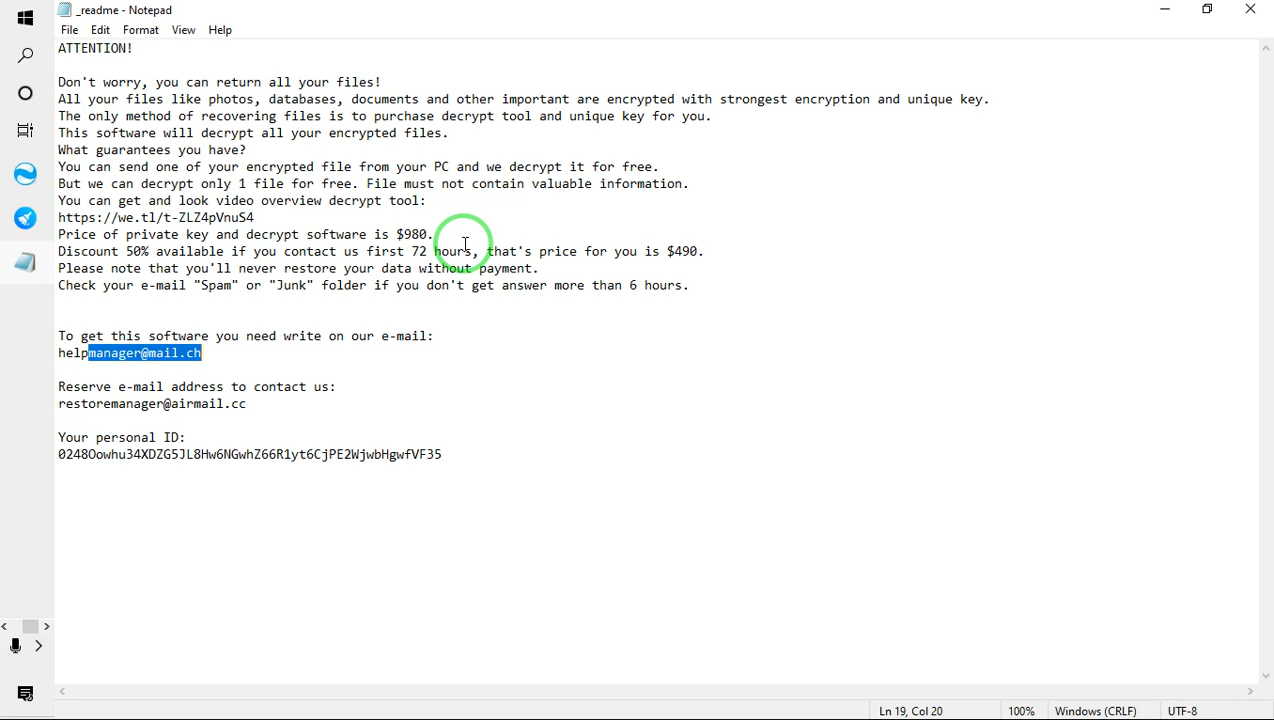 _readme - Notepad
File Edit Format View Help
ATTENTION!
Don't worry, you can return all your files!
All your files like photos, databases, documents and other important are encrypted with strongest encryption and unique key.
The only method of recovering files is to purchase decrypt tool and unique key for you.
This software will decrypt all your encrypted files.
What guarantees you have?
You can send one of your encrypted file from your PC and we decrypt it for free.
But we can decrypt only 1 file for free. File must not contain valuable information.
You can get and look video overview decrypt tool:
https://we.tl/t-ZLZ4pVnuS4
Price of private key and decrypt software is $980.
Discount 50% available if you contact us first 72 hours, that's price for you is $490.
Please note that you'll never restore your data without payment.
Check your e-mail "Spam" or "Junk" folder if you don't get answer more than 6 hours.
To get this software you need write on our e-mail:
helpmanager@mail.ch
Reserve e-mail address to contact us:
restoremanager@airmail.cc
Your personal ID:
0248Oowhu34XDZG5JL8Hw6NGwhZ66R1yt6CjPE2WjwbHgwfVF35
Ln 19, Col 20 100% Windows (CRLF) UTF-8